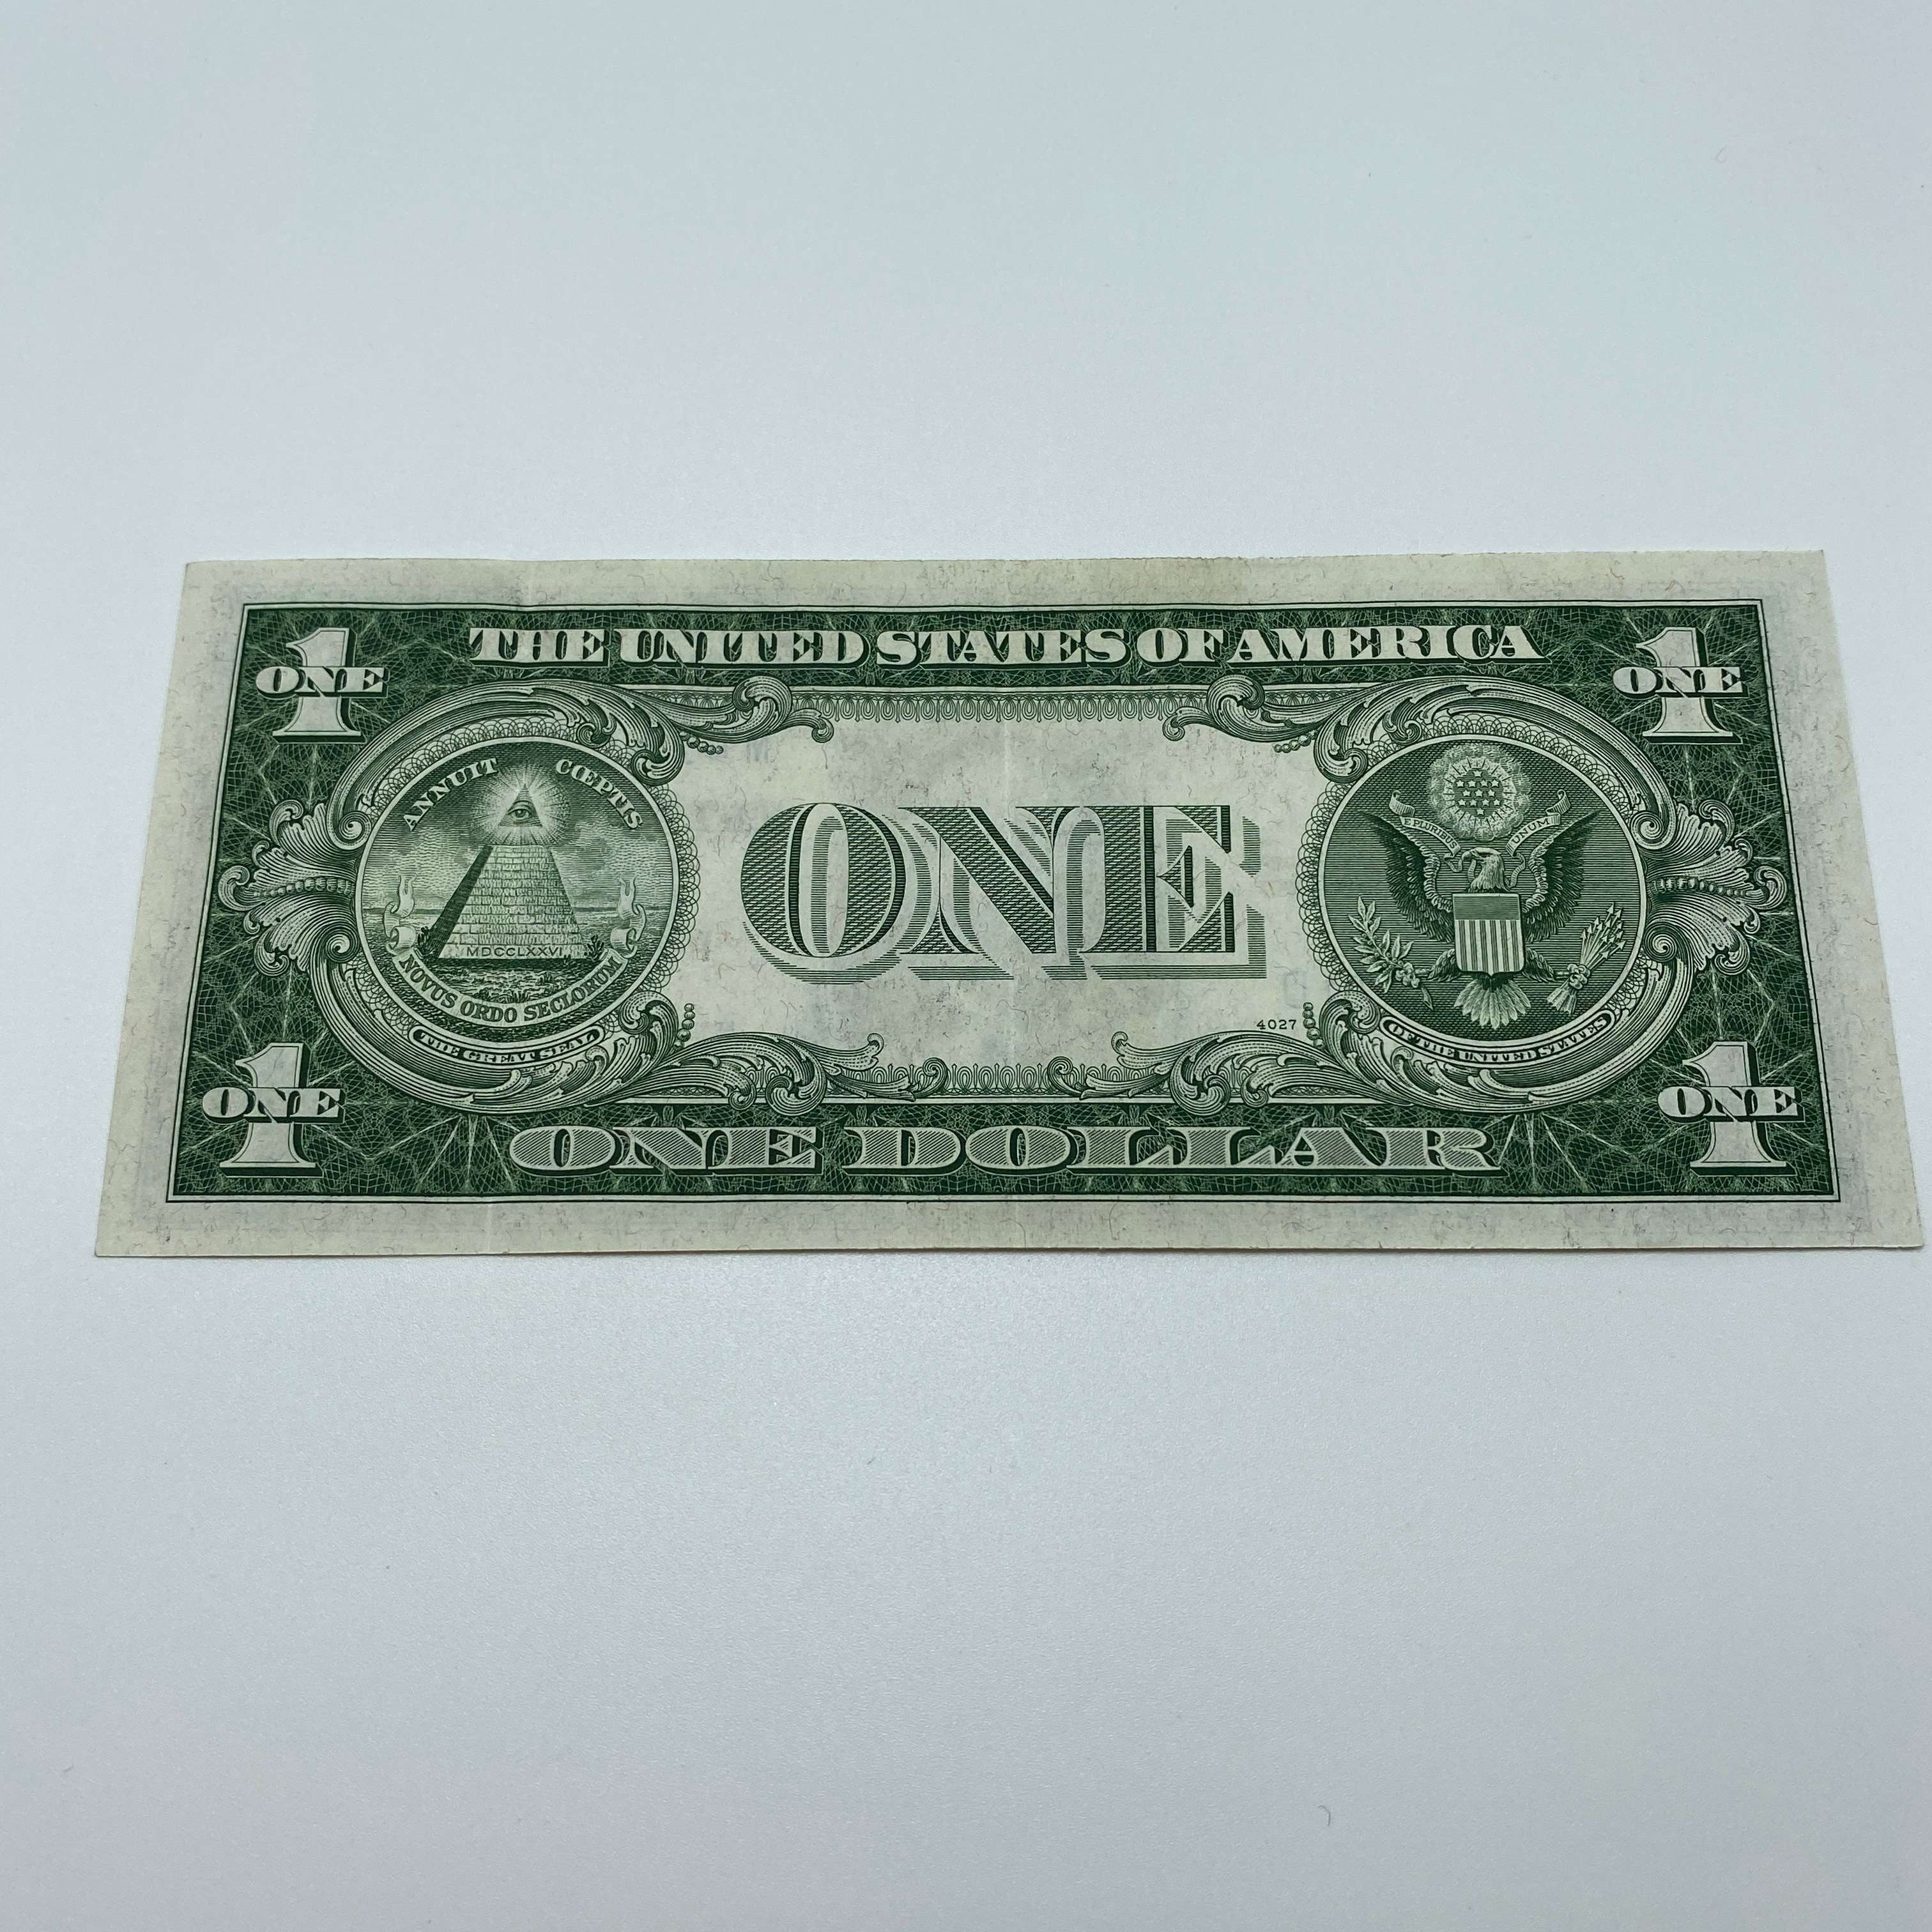 THE UNITED STATES OF AMERICA
1 ONE
1 ONE
ANNUIT CŒPTIS
MDCCLXXVI
NOVUS ORDO SECLORUM
THE GREAT SEAL
ONE
4027
E PLURIBUS UNUM
OF THE UNITED STATES
1 ONE
1 ONE
ONE DOLLAR